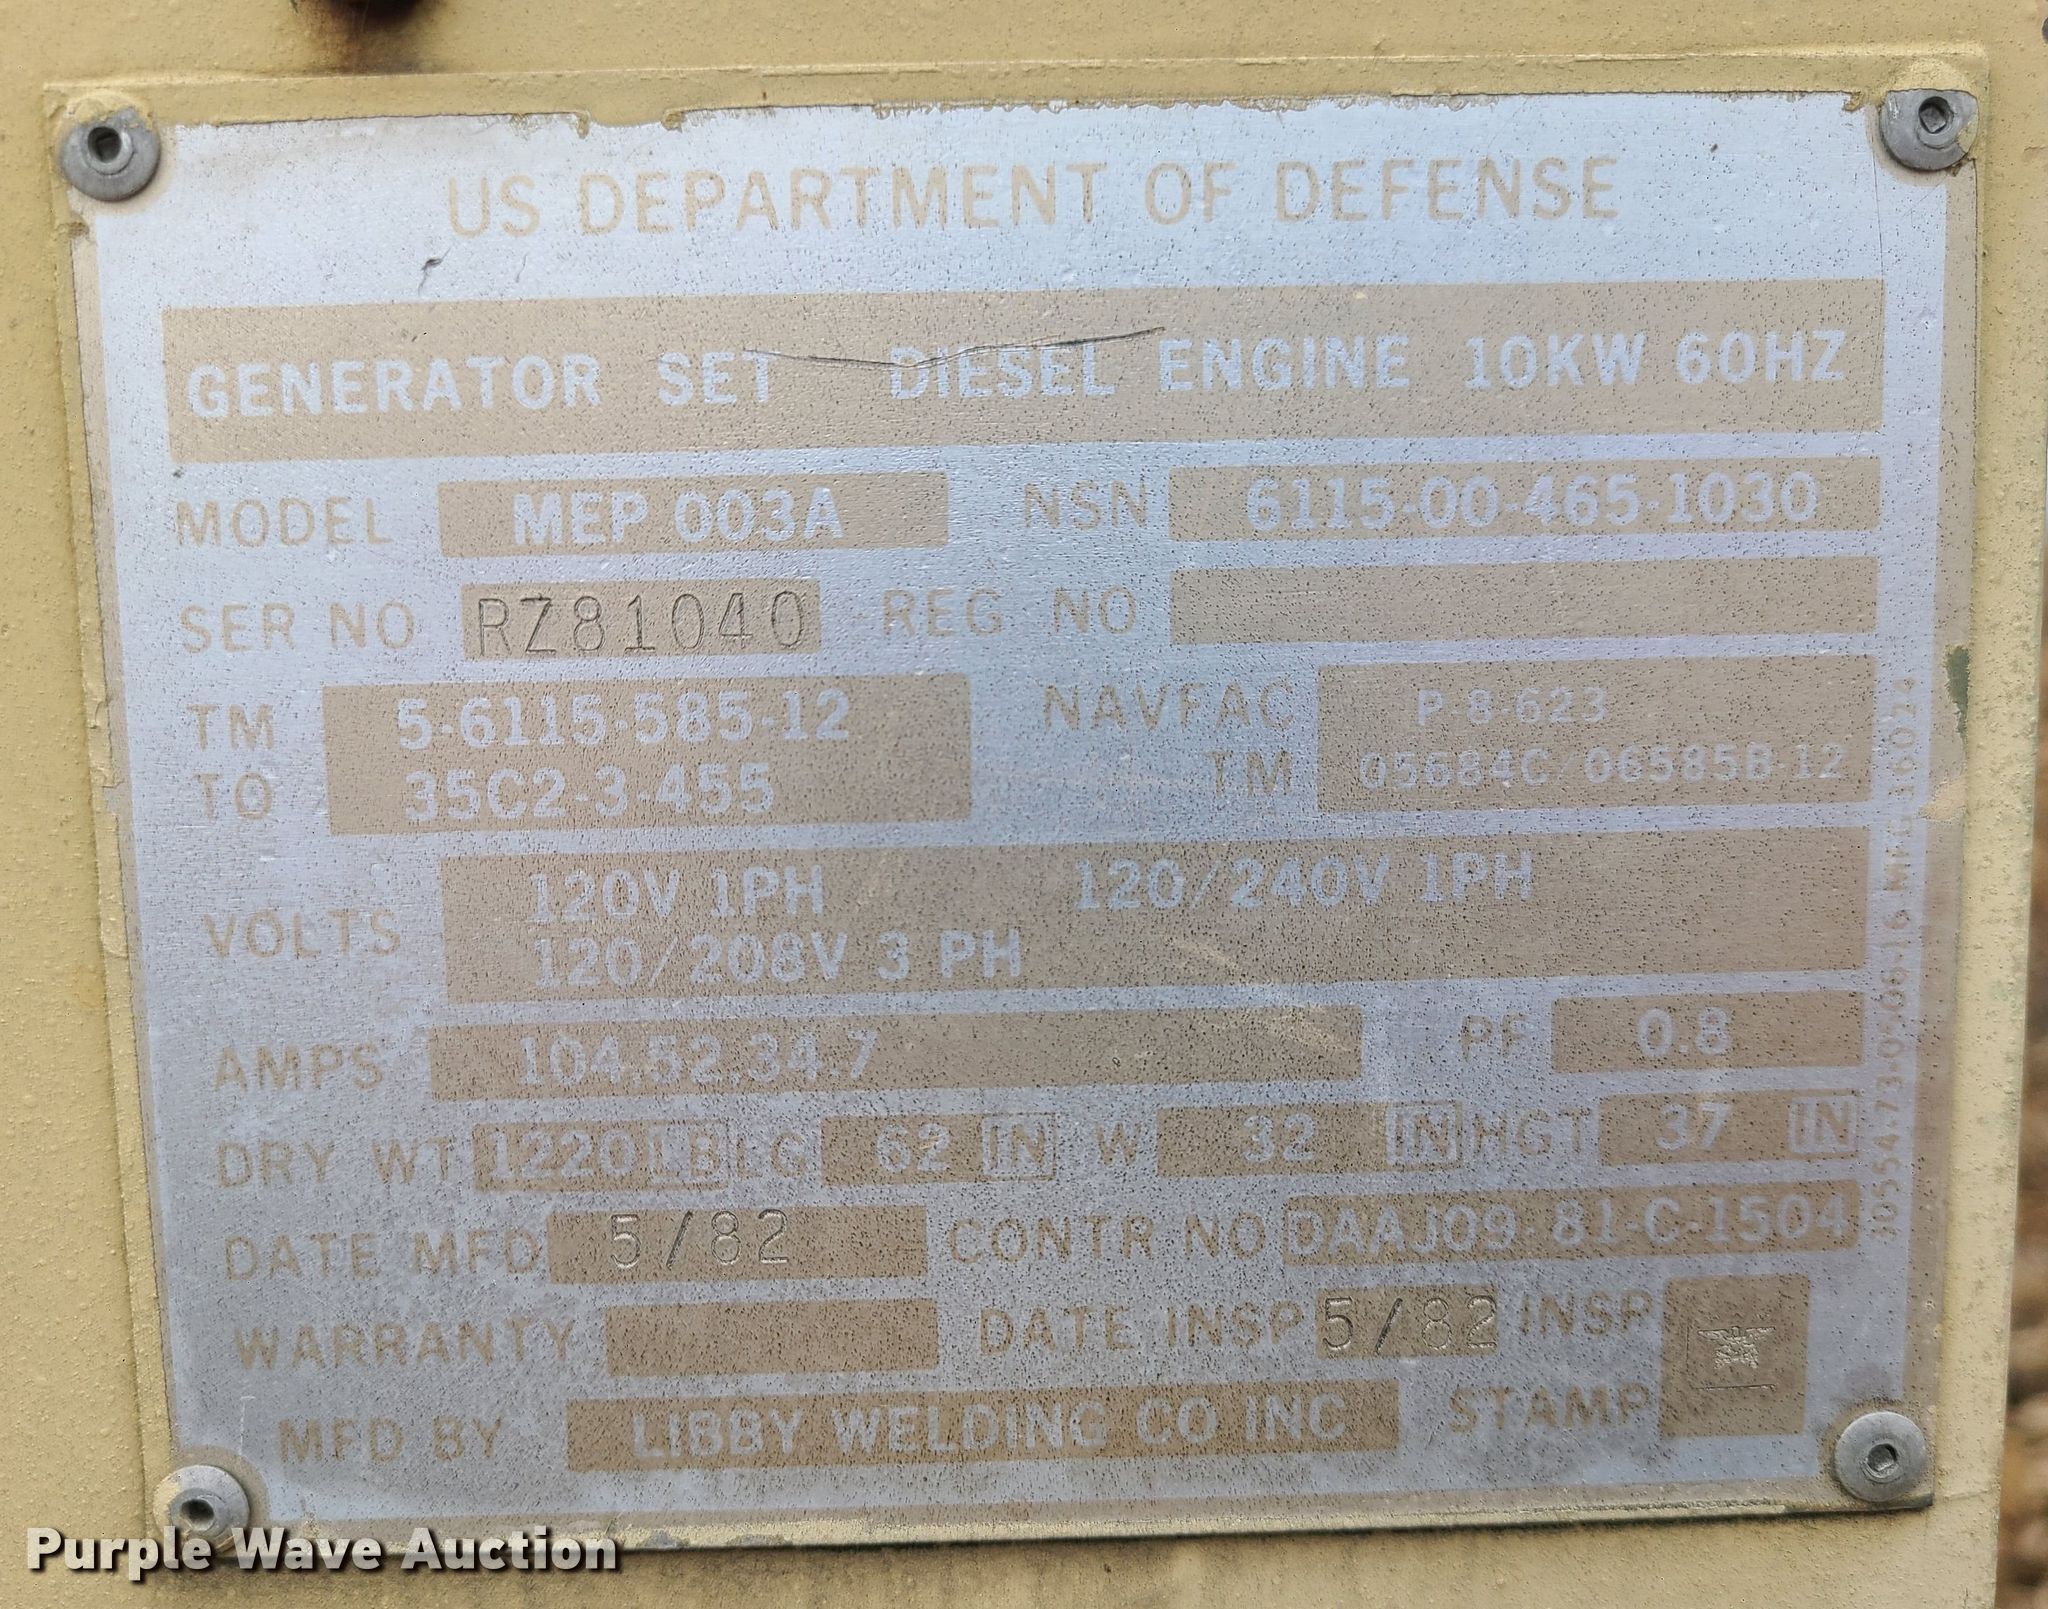 US DEPARTMENT OF DEFENSE
GENERATOR SET DIESEL ENGINE 10KW 60HZ
MODEL MEP 003A NSN 6115-00-465-1030
SER NO RZ81040 REG NO
TM 5-6115-585-12 NAVFAC P-8-623
TO 35C2-3-455 TM 05684C/06585B-12
VOLTS 120V 1PH 120/240V 1PH
120/208V 3 PH
AMPS 104,52,34.7 PF 0.8
DRY WT 1220 LB LG 62 IN W 32 IN HGT 37 IN
DATE MFD 5/82 CONTR NO DAAJ09-81-C-1504
WARRANTY DATE INSP 5/82 INSP STAMP
MFD BY LIBBY WELDING CO INC
Purple Wave Auction